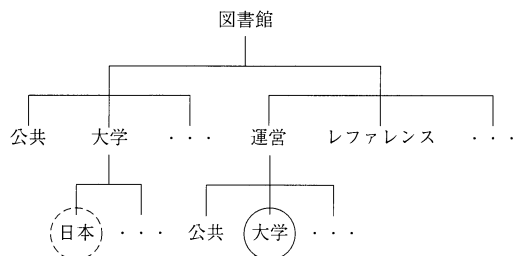 図書館
公共 大学 ・・・ 運営 レファレンス ・・・
日本 ・・・ 公共 大学 ・・・